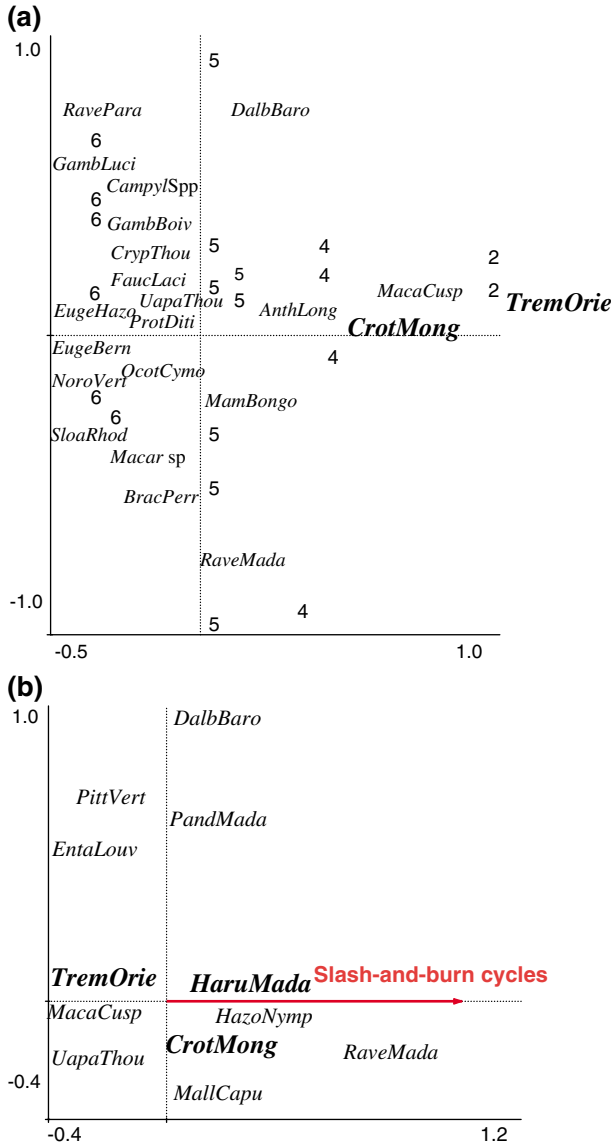 (a)
1.0
5
RavePara DalbBaro
6
GambLuci
CampylSpp
6
6 GambBoiv
CrypThou 5 4 2
FaucLaci 5 5 4
6 UapaThou 5 MacaCusp 2 TremOrie
EugeHazo ProtDiti AnthLong CrotMong
EugeBern 4
NoroVert OcotCymo
6 MamBongo
6
SloaRhod 5
Macar sp
BracPerr 5
RaveMada
-1.0 5 4
-0.5 1.0
(b)
1.0 DalbBaro
PittVert
PandMada
EntaLouv
TremOrie HaruMada Slash-and-burn cycles
MacaCusp HazoNymp
CrotMong
UapaThou RaveMada
-0.4 MallCapu
-0.4 1.2